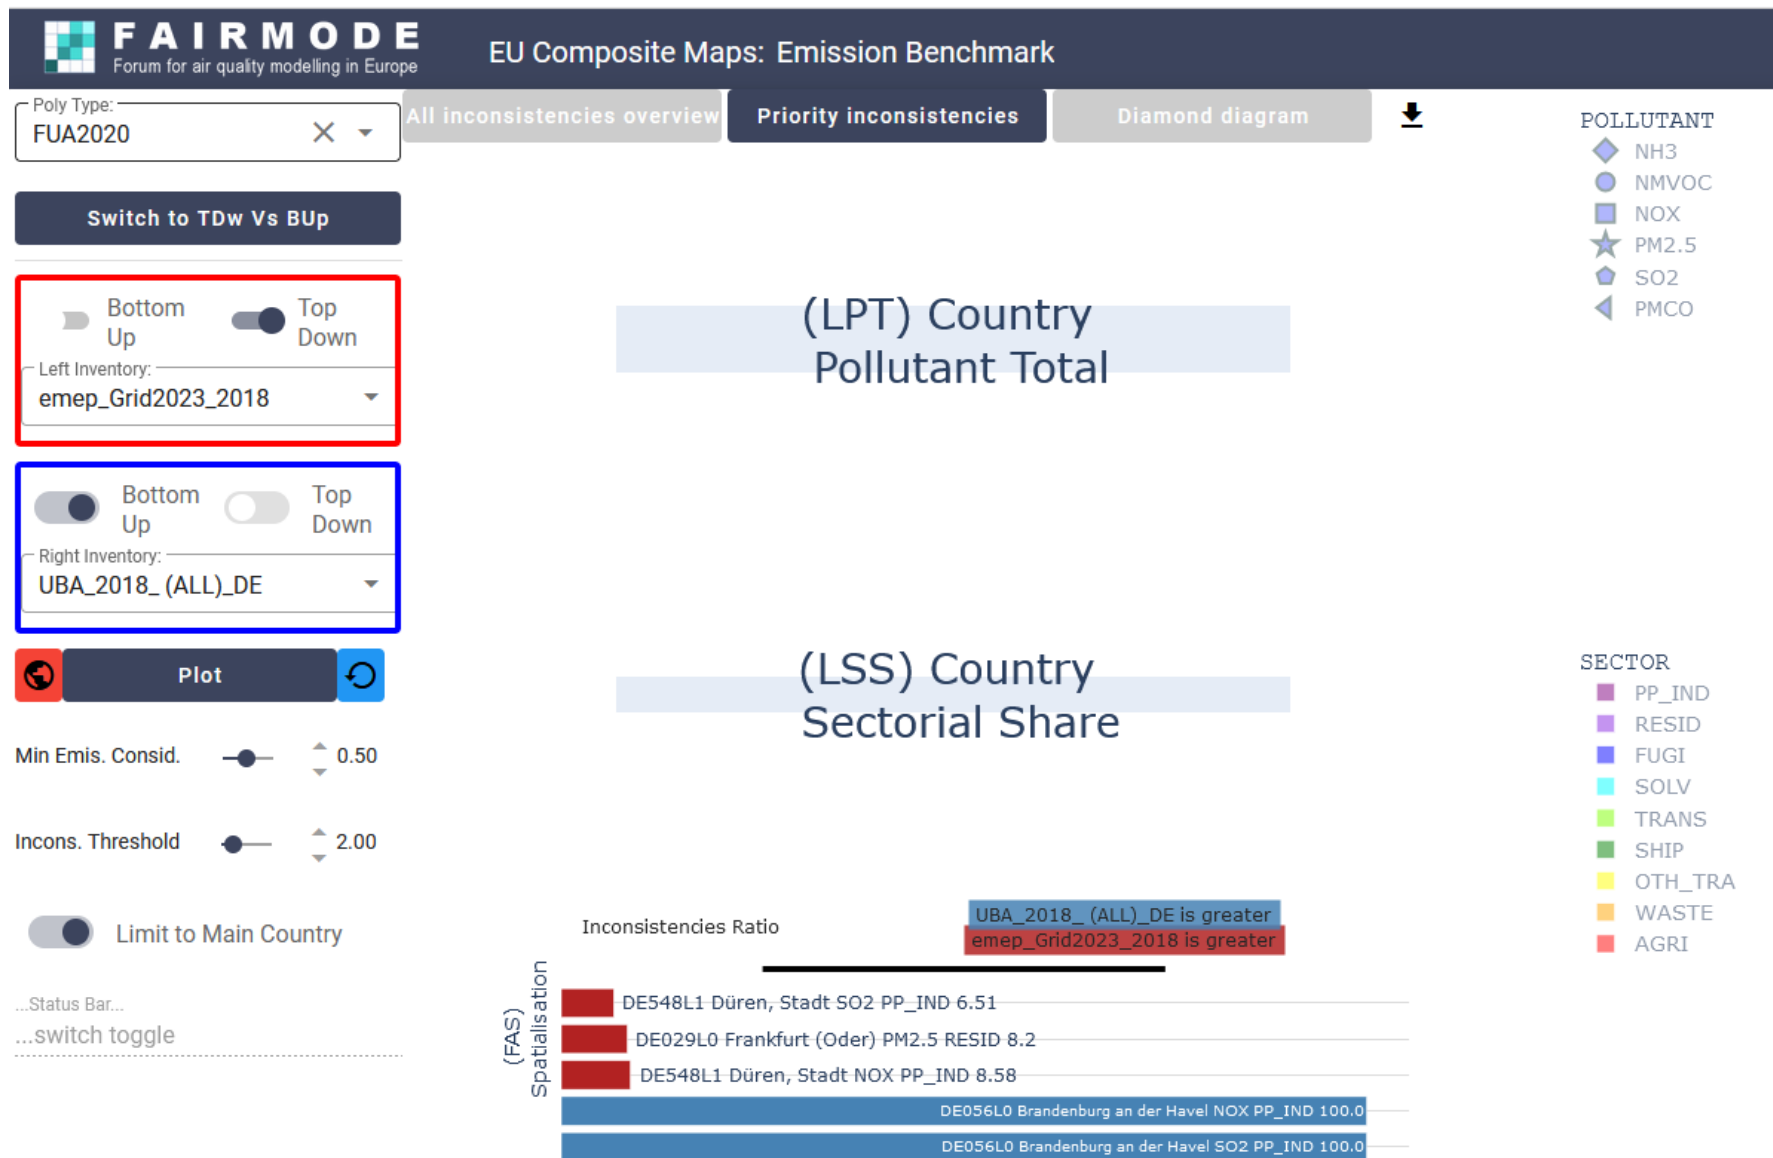 FAIRMODE
Forum for air quality modelling in Europe
EU Composite Maps: Emission Benchmark
Poly Type:
FUA2020
All inconsistencies overview
Priority inconsistencies
Diamond diagram
Switch to TDw Vs BUp
Bottom
Up
Top
Down
Left Inventory:
emep_Grid2023_2018
Bottom
Up
Top
Down
Right Inventory:
UBA_2018_ (ALL)_DE
Plot
Min Emis. Consid.
0.50
Incons. Threshold
2.00
Limit to Main Country
...Status Bar...
...switch toggle
(LPT) Country
Pollutant Total
(LSS) Country
Sectorial Share
Inconsistencies Ratio
UBA_2018_ (ALL)_DE is greater
emep_Grid2023_2018 is greater
(FAS)
Spatialisation
DE548L1 Düren, Stadt SO2 PP_IND 6.51
DE029L0 Frankfurt (Oder) PM2.5 RESID 8.2
DE548L1 Düren, Stadt NOX PP_IND 8.58
DE056L0 Brandenburg an der Havel NOX PP_IND 100.0
DE056L0 Brandenburg an der Havel SO2 PP_IND 100.0
POLLUTANT
NH3
NMVOC
NOX
PM2.5
SO2
PMCO
SECTOR
PP_IND
RESID
FUGI
SOLV
TRANS
SHIP
OTH_TRA
WASTE
AGRI